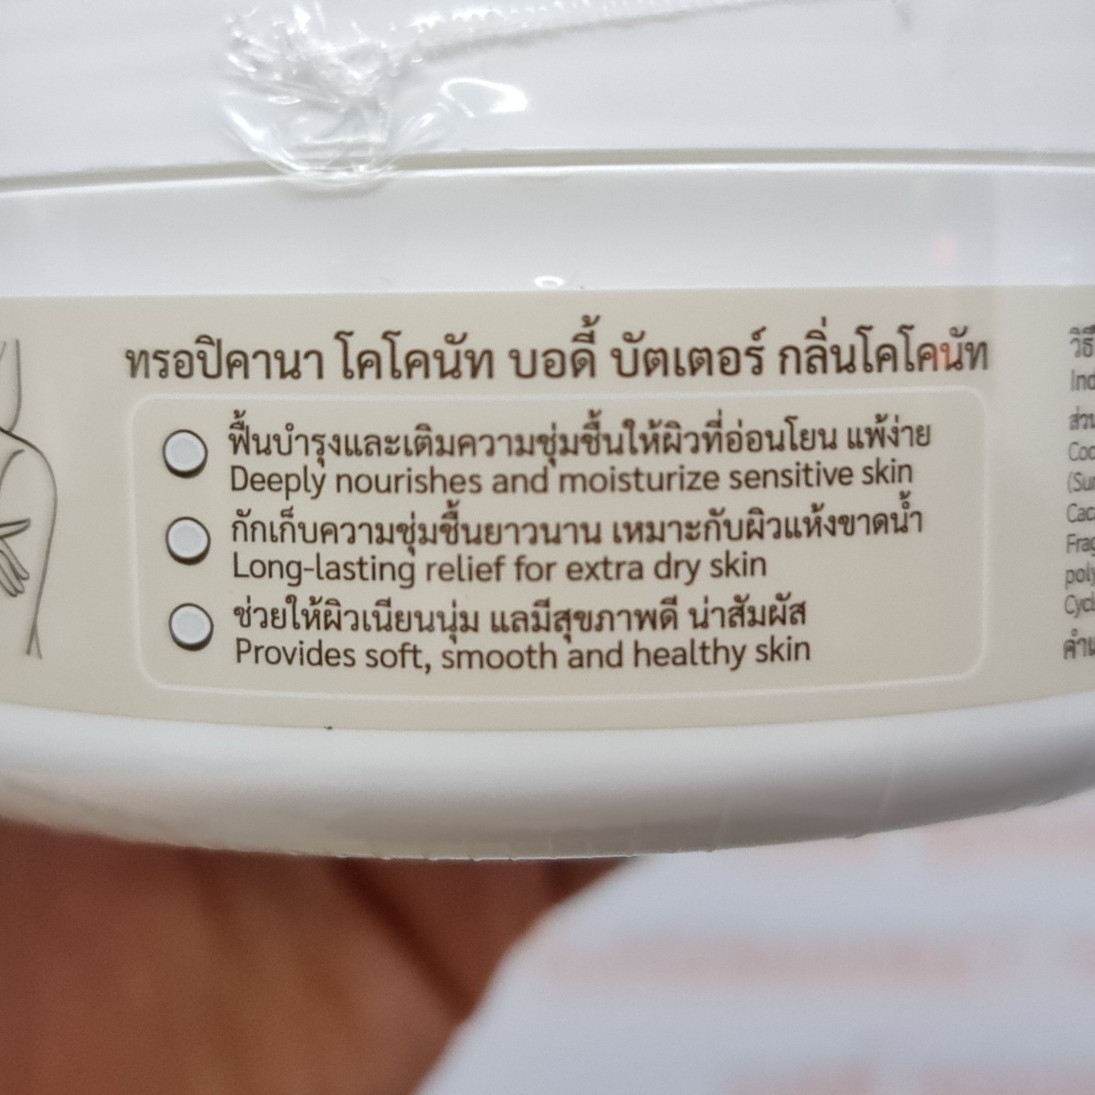 ทรอปิคานา โคโคนัท บอดี้ บัตเตอร์ กลิ่นโคโคนัท
ฟื้นบำรุงและเติมความชุ่มชื้นให้ผิวที่อ่อนโยน แพ้ง่าย
Deeply nourishes and moisturize sensitive skin
กักเก็บความชุ่มชื้นยาวนาน เหมาะกับผิวแห้งขาดน้ำ
Long-lasting relief for extra dry skin
ช่วยให้ผิวเนียนนุ่ม แลมีสุขภาพดี น่าสัมผัส
Provides soft, smooth and healthy skin